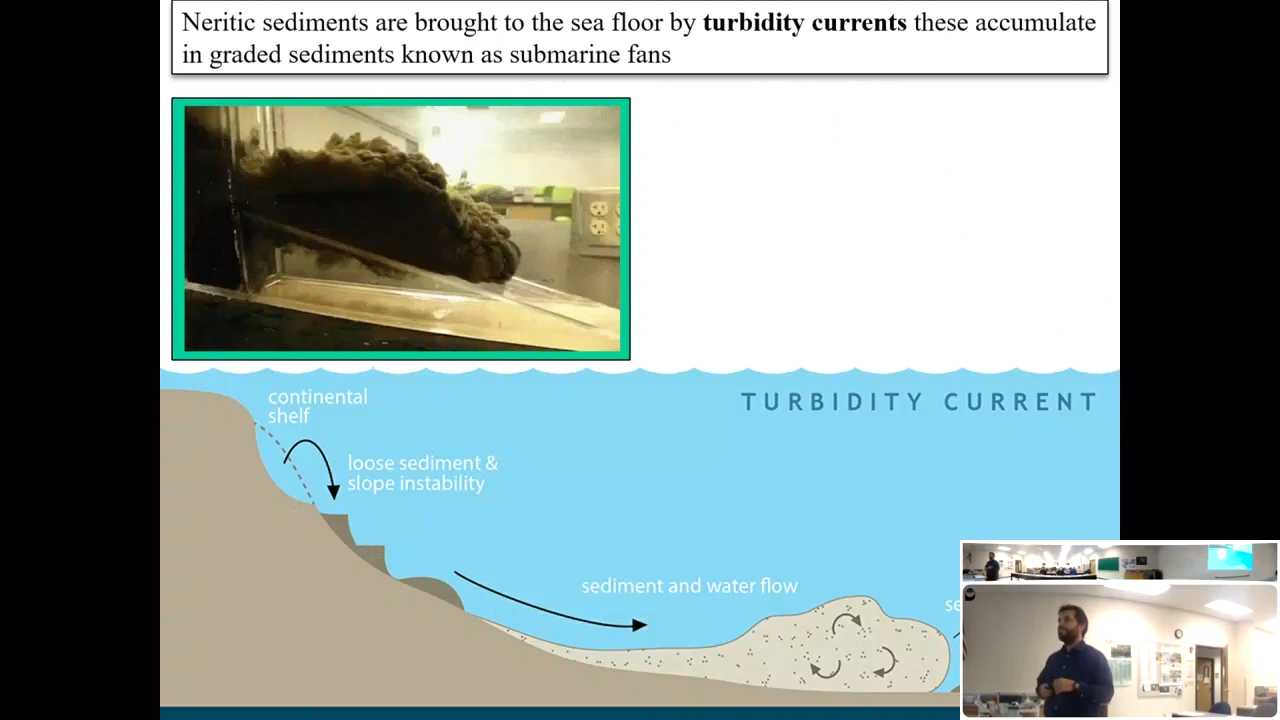 Neritic sediments are brought to the sea floor by turbidity currents these accumulate
in graded sediments known as submarine fans
continental
shelf
TURBIDITY CURRENT
loose sediment &
slope instability
sediment and water flow